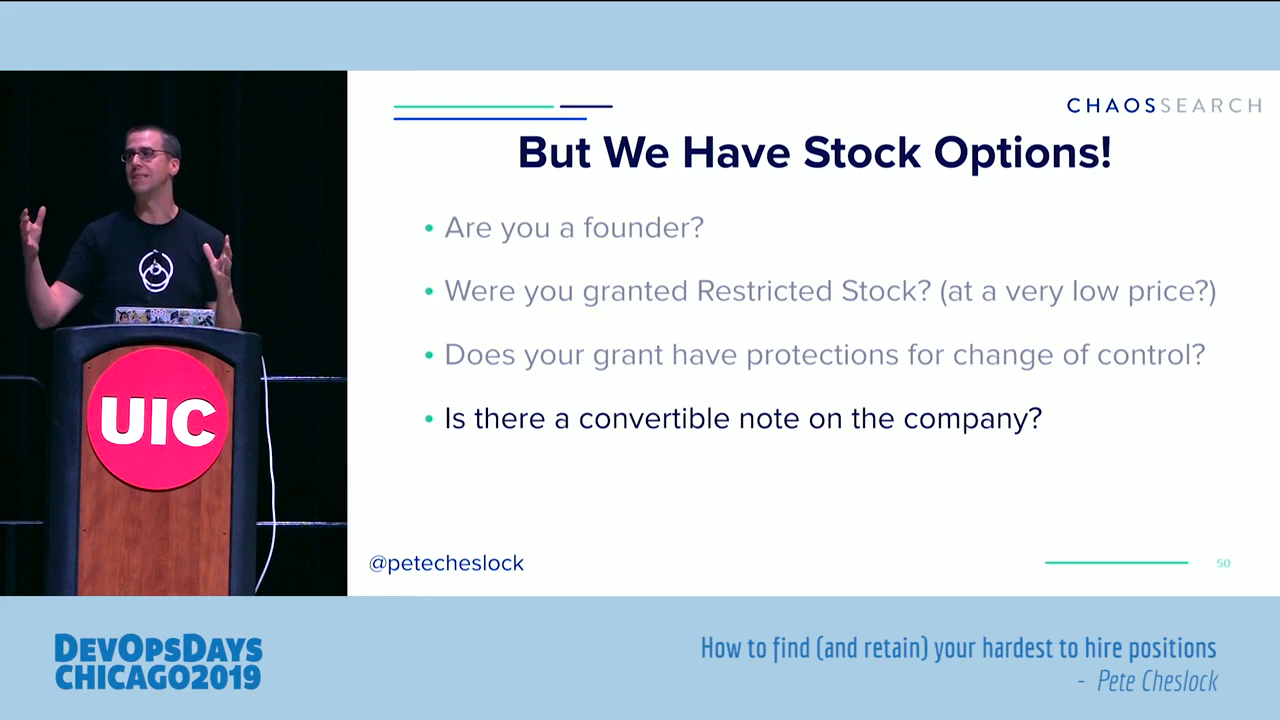 CHAOSSEARCH
But We Have Stock Options!
• Are you a founder?
• Were you granted Restricted Stock? (at a very low price?)
• Does your grant have protections for change of control?
• Is there a convertible note on the company?
UIC
@petecheslock
50
DEVOPSDAYS
CHICAGO2019
How to find (and retain) your hardest to hire positions
- Pete Cheslock